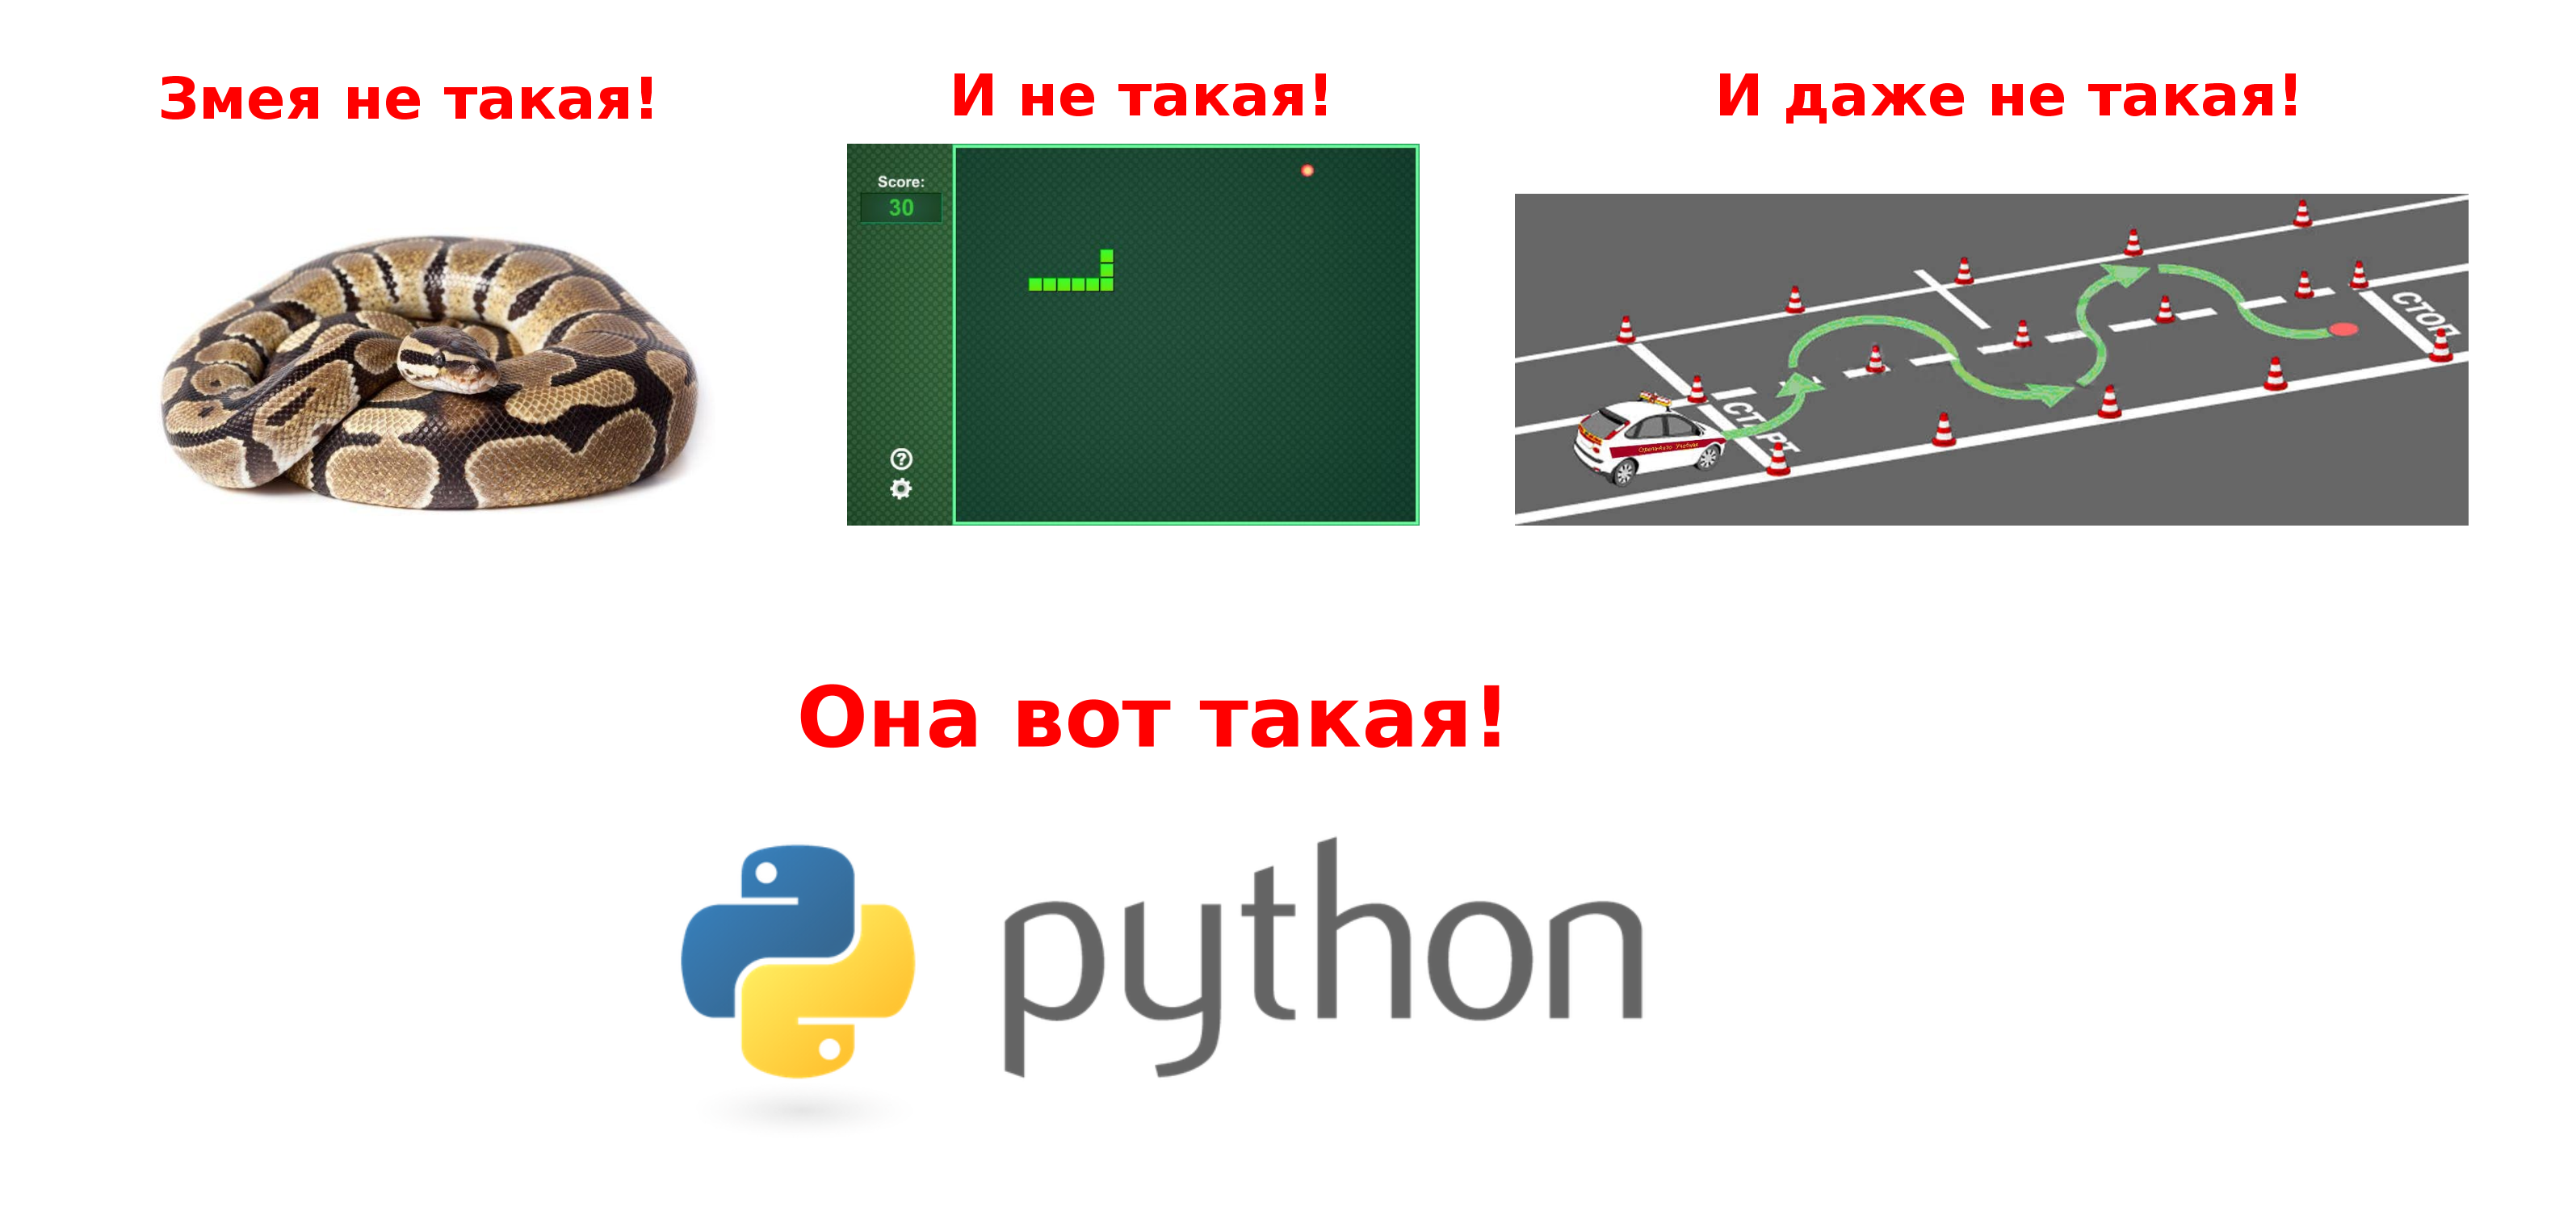 Змея не такая!
И не такая!
И даже не такая!
Score:
30
СТАРТ
СТОП
Она вот такая!
python